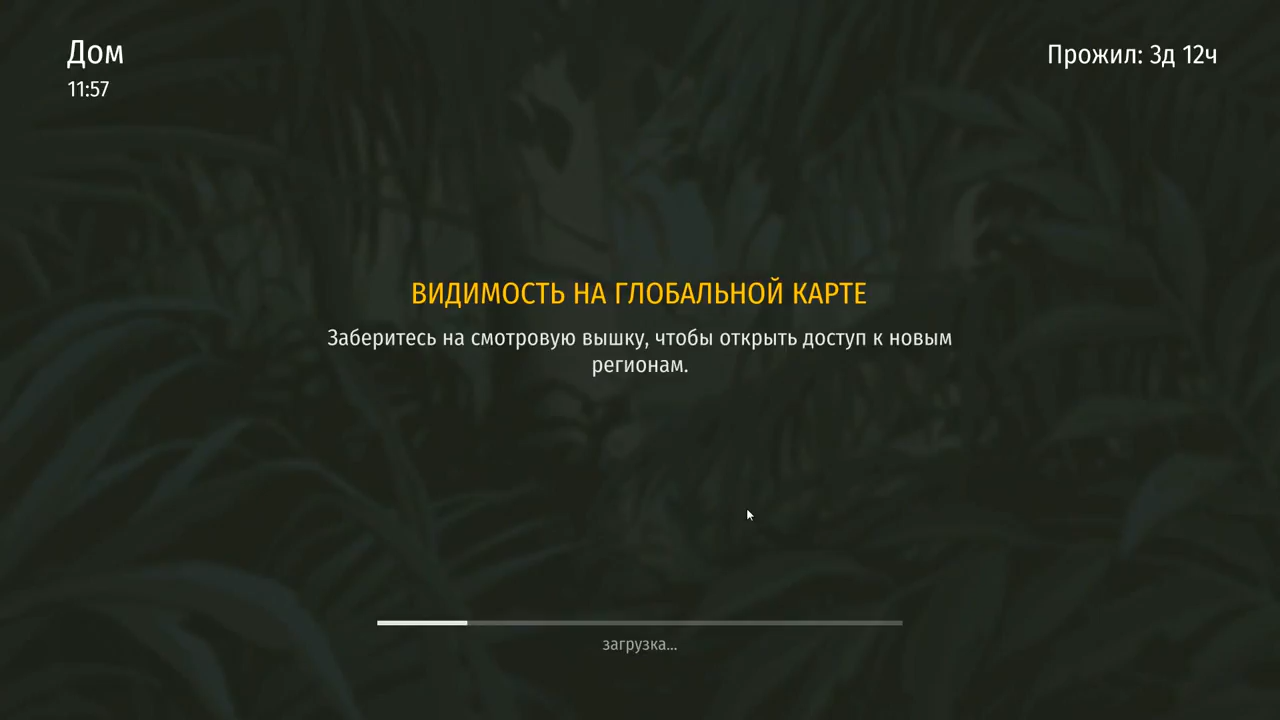 Дом
11:57
Прожил: 3д 12ч
ВИДИМОСТЬ НА ГЛОБАЛЬНОЙ КАРТЕ
Заберитесь на смотровую вышку, чтобы открыть доступ к новым
регионам.
загрузка...